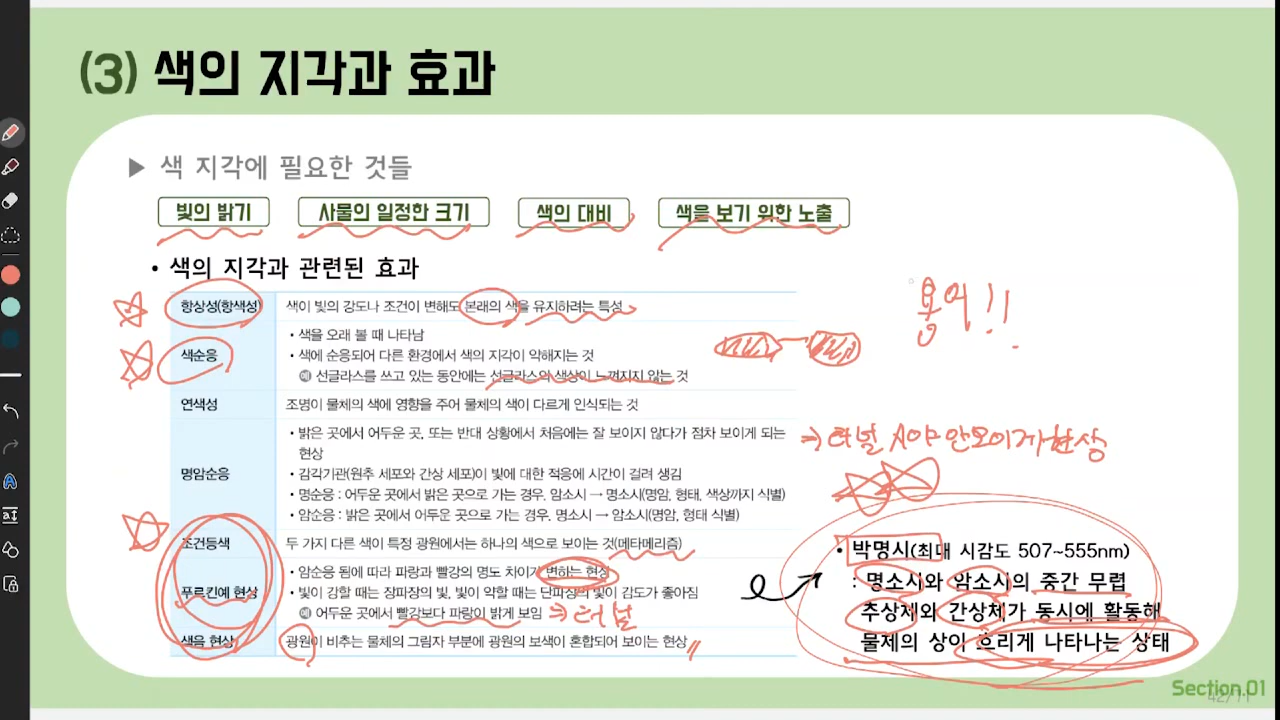 (3) 색의 지각과 효과
▶ 색 지각에 필요한 것들
빛의 밝기
사물의 일정한 크기
색의 대비
색을 보기 위한 노출
• 색의 지각과 관련된 효과
항상성(항색성)
색이 빛의 강도나 조건이 변해도 본래의 색을 유지하려는 특성
색순응
• 색을 오래 볼 때 나타남
• 색에 순응되어 다른 환경에서 색의 지각이 약해지는 것
예 선글라스를 쓰고 있는 동안에는 선글라스의 색상이 느껴지지 않는 것
연색성
조명이 물체의 색에 영향을 주어 물체의 색이 다르게 인식되는 것
명암순응
• 밝은 곳에서 어두운 곳, 또는 반대 상황에서 처음에는 잘 보이지 않다가 점차 보이게 되는
현상
• 감각기관(원추 세포와 간상 세포)이 빛에 대한 적응에 시간이 걸려 생김
• 명순응 : 어두운 곳에서 밝은 곳으로 가는 경우, 암소시 → 명소시(명암, 형태, 색상까지 식별)
• 암순응 : 밝은 곳에서 어두운 곳으로 가는 경우, 명소시 → 암소시(명암, 형태 식별)
조건등색
두 가지 다른 색이 특정 광원에서는 하나의 색으로 보이는 것(메타메리즘)
푸르킨예 현상
• 암순응 됨에 따라 파랑과 빨강의 명도 차이가 변하는 현상
• 빛이 강할 때는 장파장의 빛, 빛이 약할 때는 단파장의 빛이 감도가 좋아짐
예 어두운 곳에서 빨강보다 파랑이 밝게 보임 ⇒ 터널
색음 현상
광원이 비추는 물체의 그림자 부분에 광원의 보색이 혼합되어 보이는 현상
용어!!
⇒ 터널 시야 안보이게 현상
• 박명시(최대 시감도 507~555nm)
: 명소시와 암소시의 중간 무렵
추상체와 간상체가 동시에 활동해
물체의 상이 흐리게 나타나는 상태
Section 01
42/71